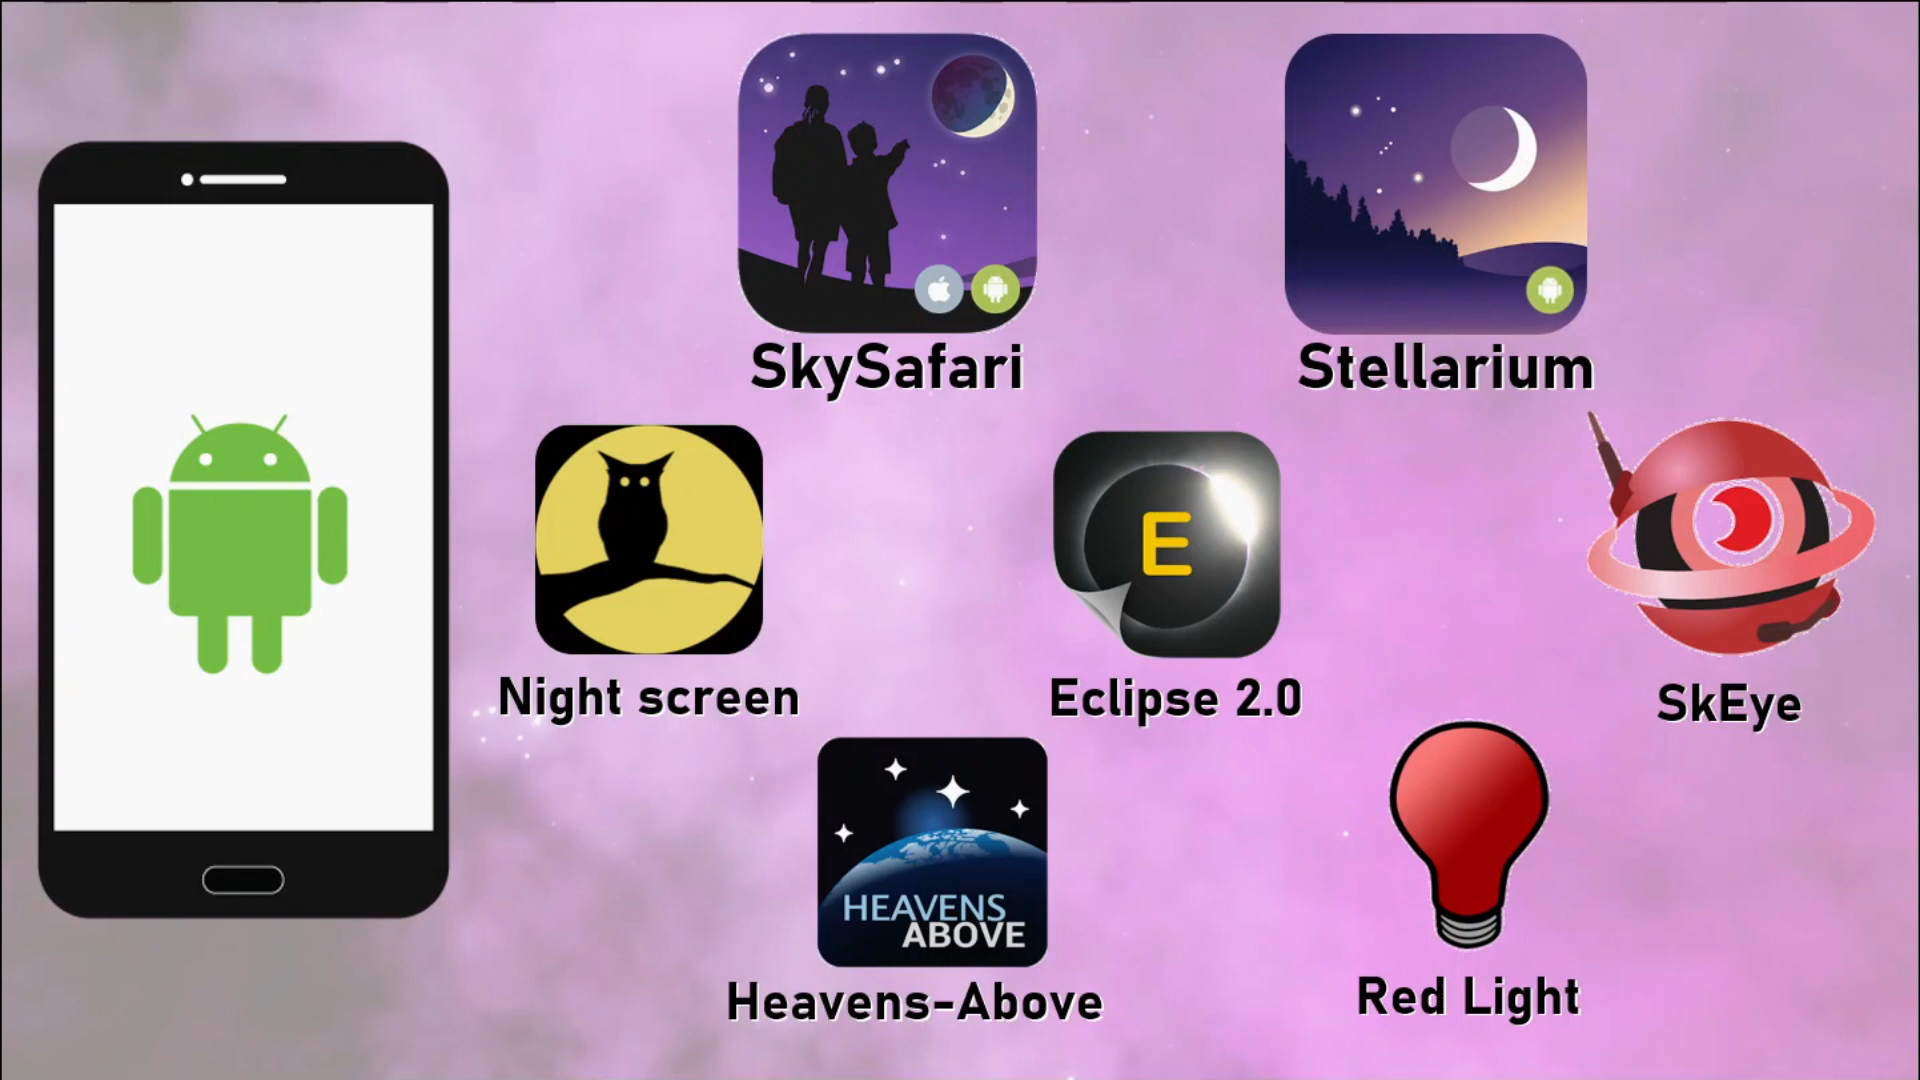 SkySafari
Stellarium
E
Night screen
Eclipse 2.0
SkEye
HEAVENS
ABOVE
Heavens-Above
Red Light